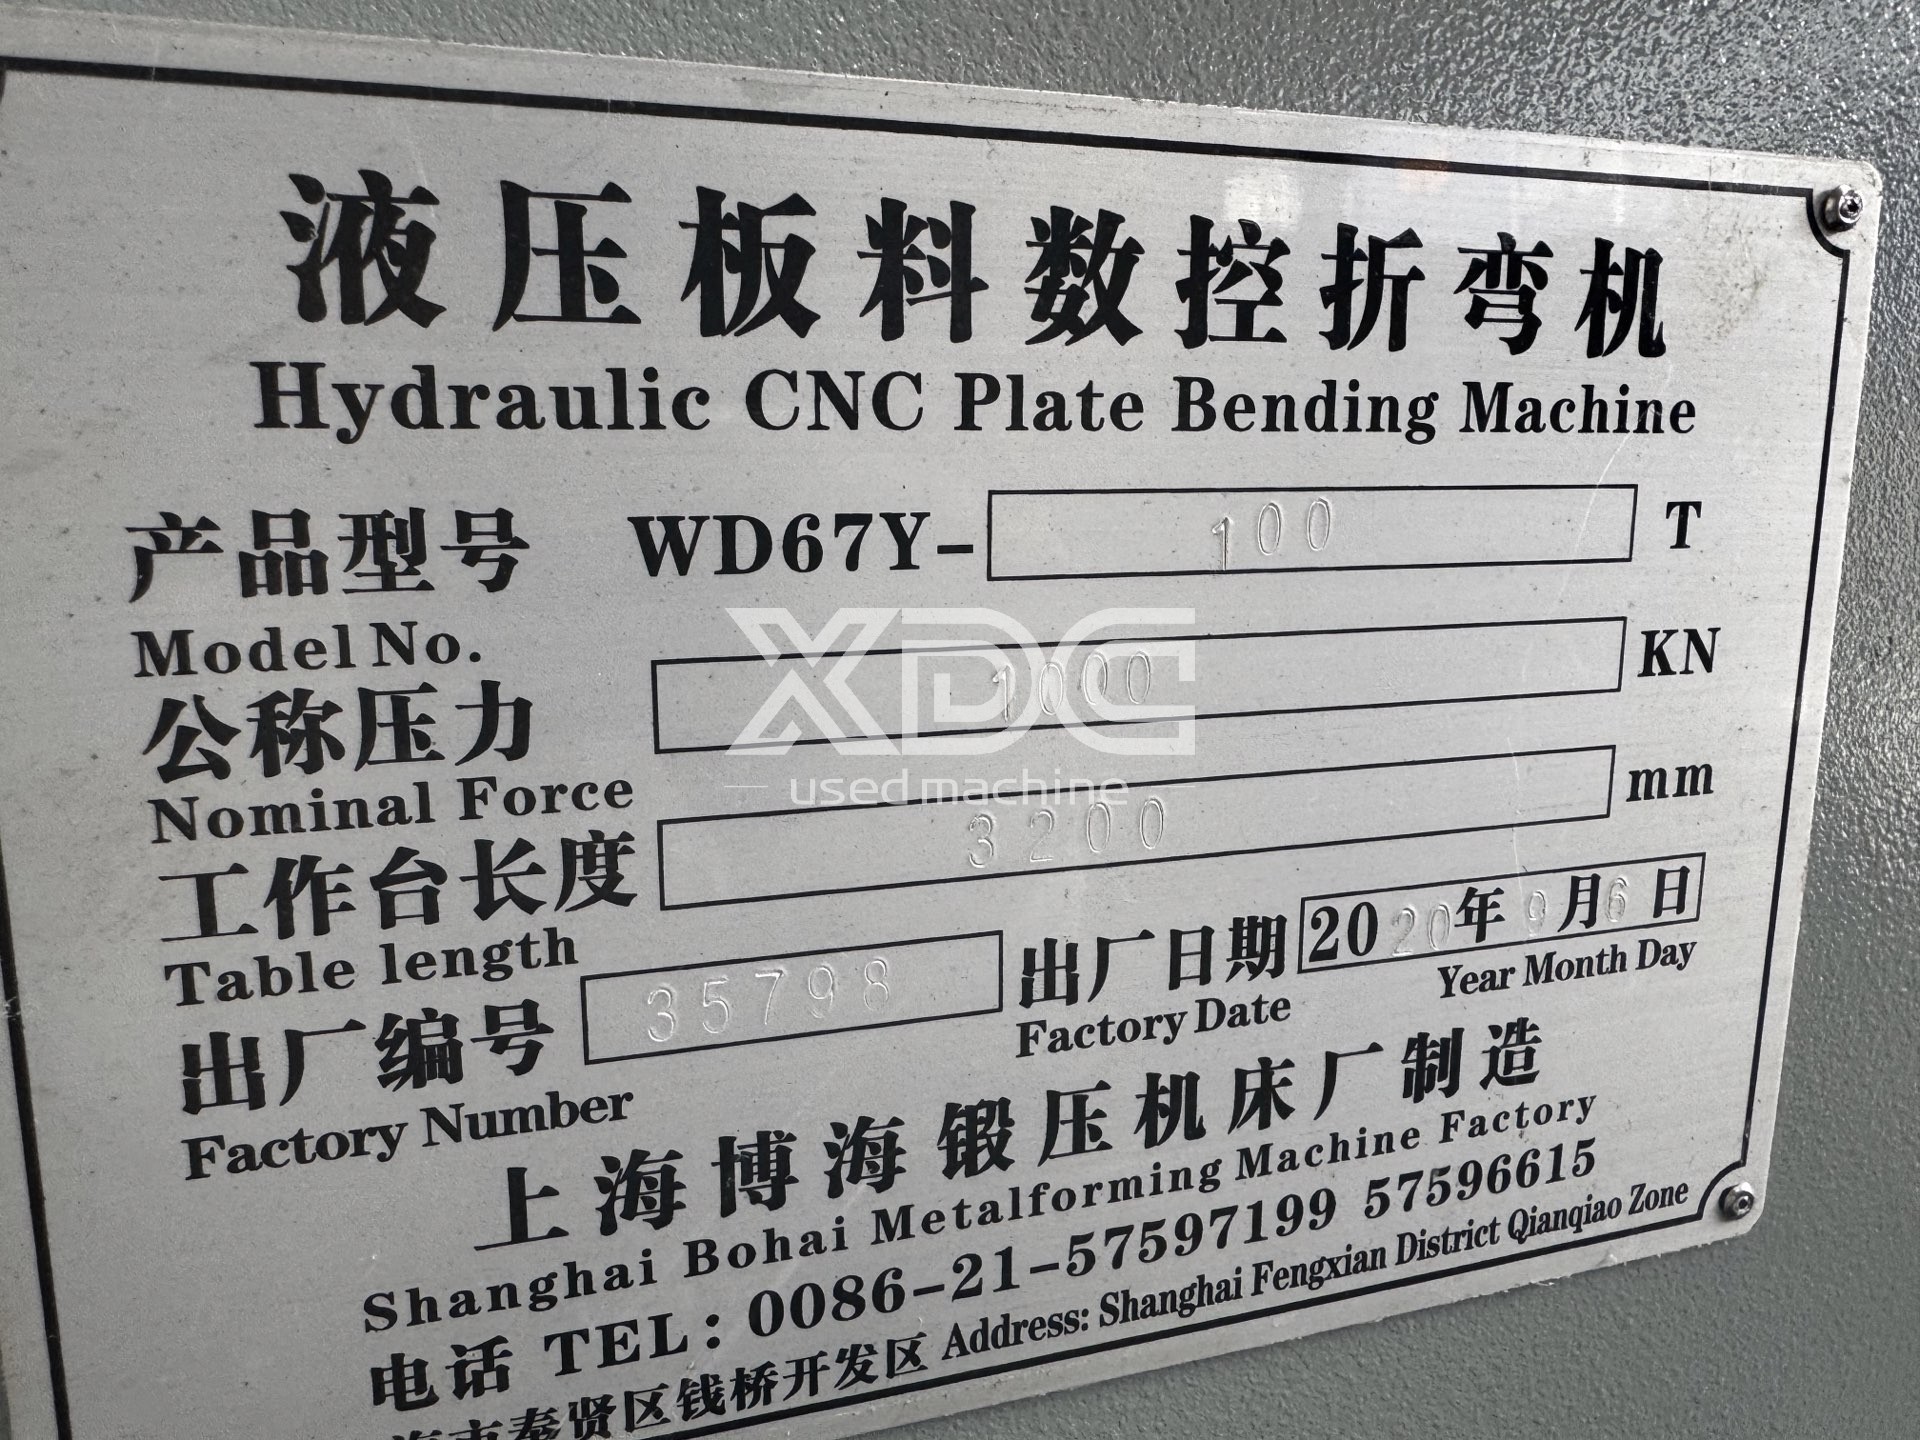 液压板料数控折弯机
Hydraulic CNC Plate Bending Machine
产品型号 WD67Y- 100 T
Model No.
公称压力 1000 KN
Nominal Force
工作台长度 3200 mm
Table length
出厂编号 35798 出厂日期 2020年 9月6日
Factory Number Factory Date Year Month Day
上海博海锻压机床厂制造
Shanghai Bohai Metalforming Machine Factory
电话 TEL: 0086-21-57597199 57596615
海市奉贤区钱桥开发区 Address: Shanghai Fengxian District Qianqiao Zone
XDC
used machine